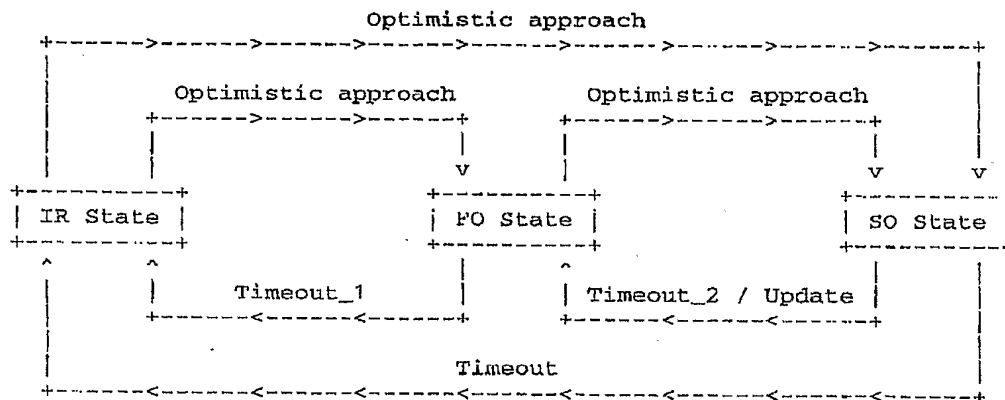 Optimistic approach
Optimistic approach Optimistic approach
IR State FO State SO State
Timeout_1 Timeout_2 / Update
Timeout